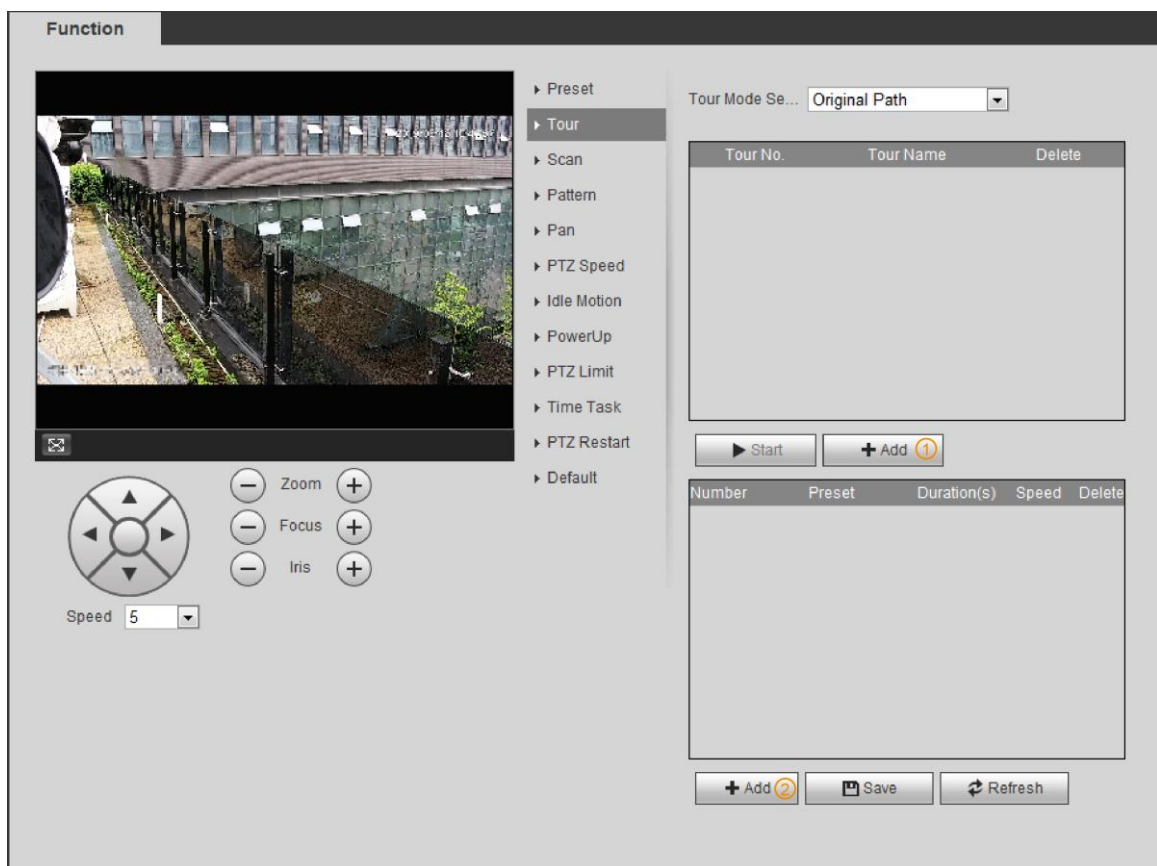 Function
Preset
Tour
Scan
Pattern
Pan
PTZ Speed
Idle Motion
PowerUp
PTZ Limit
Time Task
PTZ Restart
Default
Zoom
Focus
Iris
Speed 5
Tour Mode Se... Original Path
Tour No. Tour Name Delete
Start Add 1
Number Preset Duration(s) Speed Delete
Add 2 Save Refresh